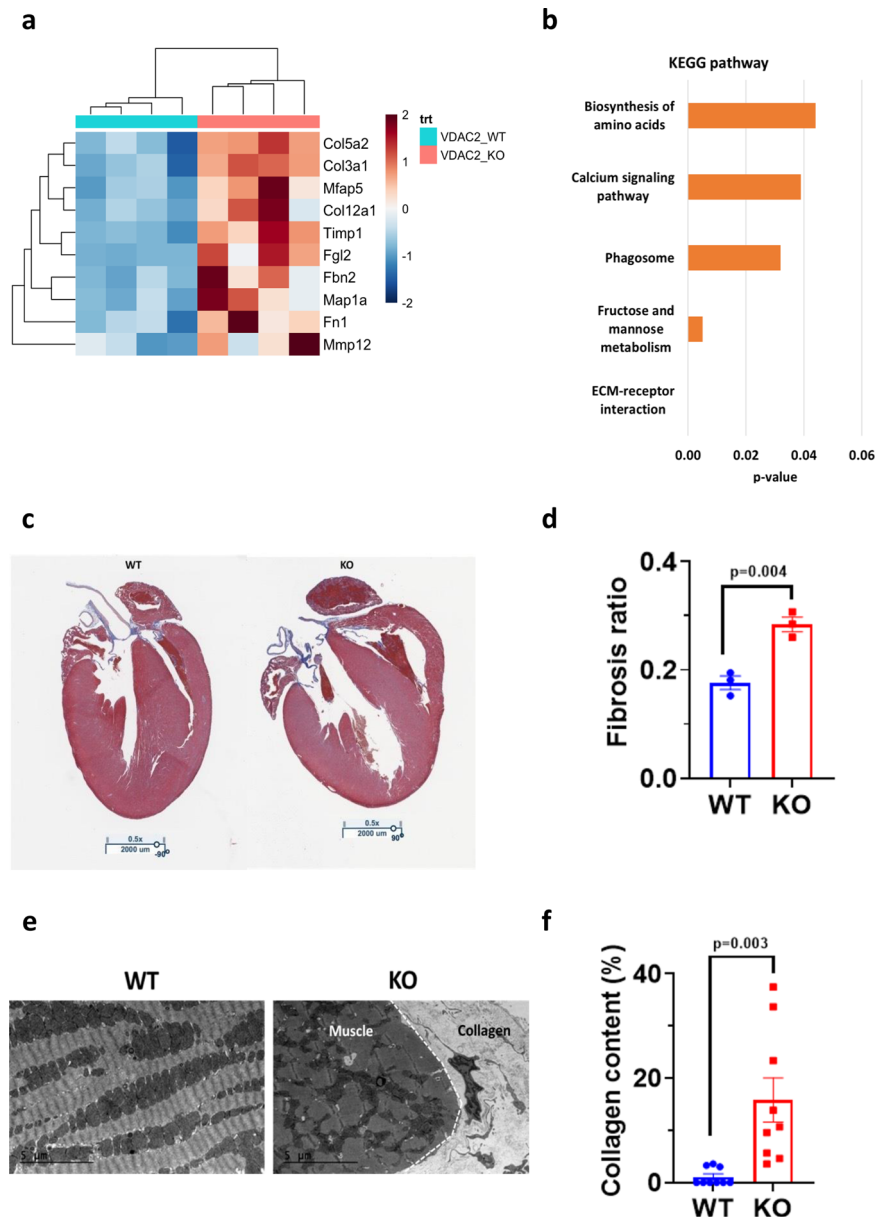 a
2
1
0
-1
-2
trt
VDAC2_WT
VDAC2_KO
Col5a2
Col3a1
Mfap5
Col12a1
Timp1
Fgl2
Fbn2
Map1a
Fn1
Mmp12
b
KEGG pathway
Biosynthesis of
amino acids
Calcium signaling
pathway
Phagosome
Fructose and
mannose
metabolism
ECM-receptor
interaction
0.00 0.02 0.04 0.06
p-value
c
WT
KO
0.5x
2000 um
-90º
0.5x
2000 um
90º
d
Fibrosis ratio
0.4
0.2
0.0
p=0.004
WT KO
e
WT
KO
Muscle
Collagen
5 µm
5 µm
f
Collagen content (%)
40
20
0
p=0.003
WT KO